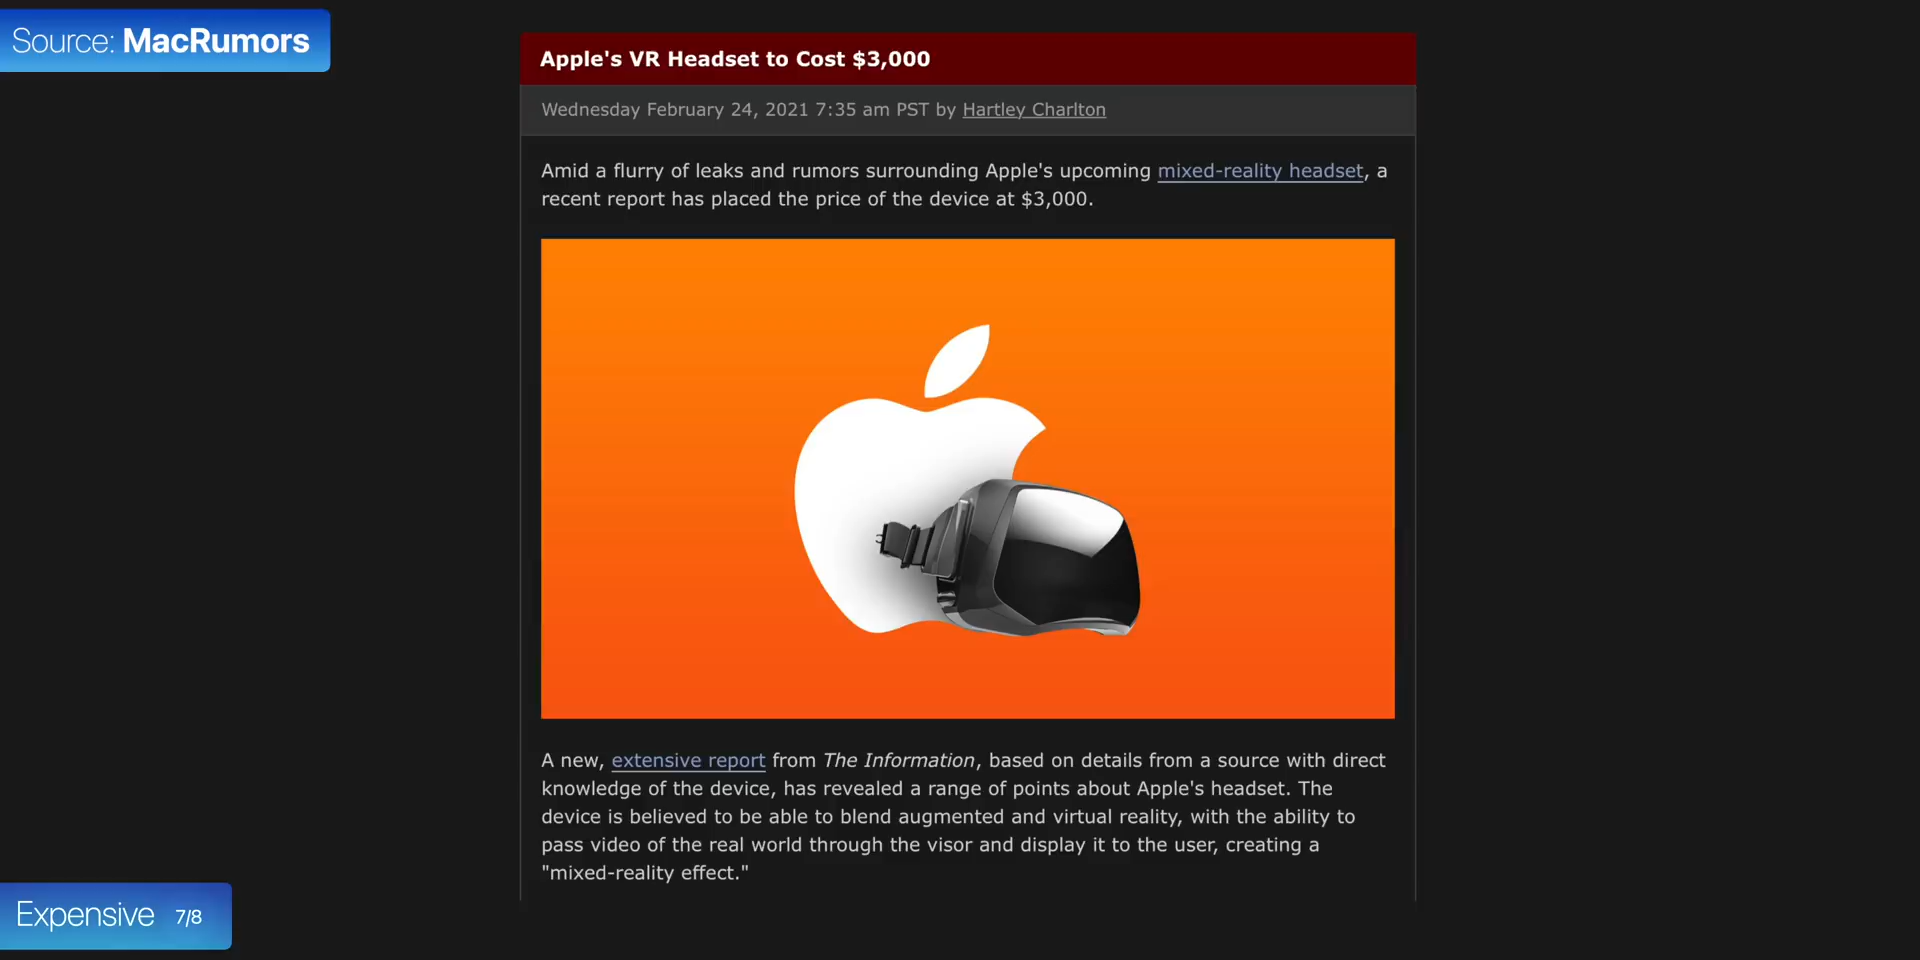 Source: MacRumors
Apple's VR Headset to Cost $3,000
Wednesday February 24, 2021 7:35 am PST by Hartley Charlton
Amid a flurry of leaks and rumors surrounding Apple's upcoming mixed-reality headset, a
recent report has placed the price of the device at $3,000.
A new, extensive report from The Information, based on details from a source with direct
knowledge of the device, has revealed a range of points about Apple's headset. The
device is believed to be able to blend augmented and virtual reality, with the ability to
pass video of the real world through the visor and display it to the user, creating a
"mixed-reality effect."
Expensive 7/8